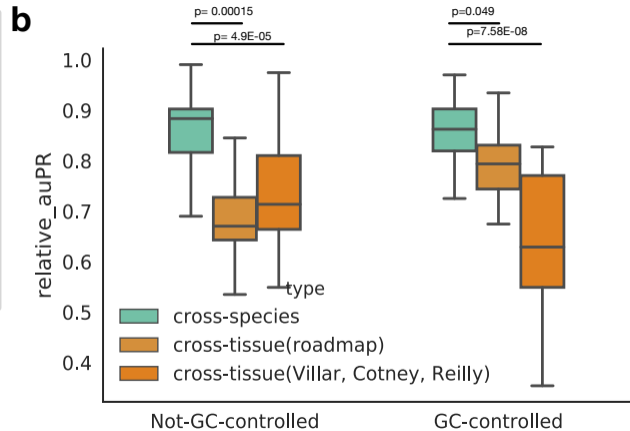 b
p= 0.00015
p= 4.9E-05
p=0.049
p=7.58E-08
relative_auPR
1.0
0.9
0.8
0.7
0.6
0.5
0.4
type
cross-species
cross-tissue(roadmap)
cross-tissue(Villar, Cotney, Reilly)
Not-GC-controlled
GC-controlled